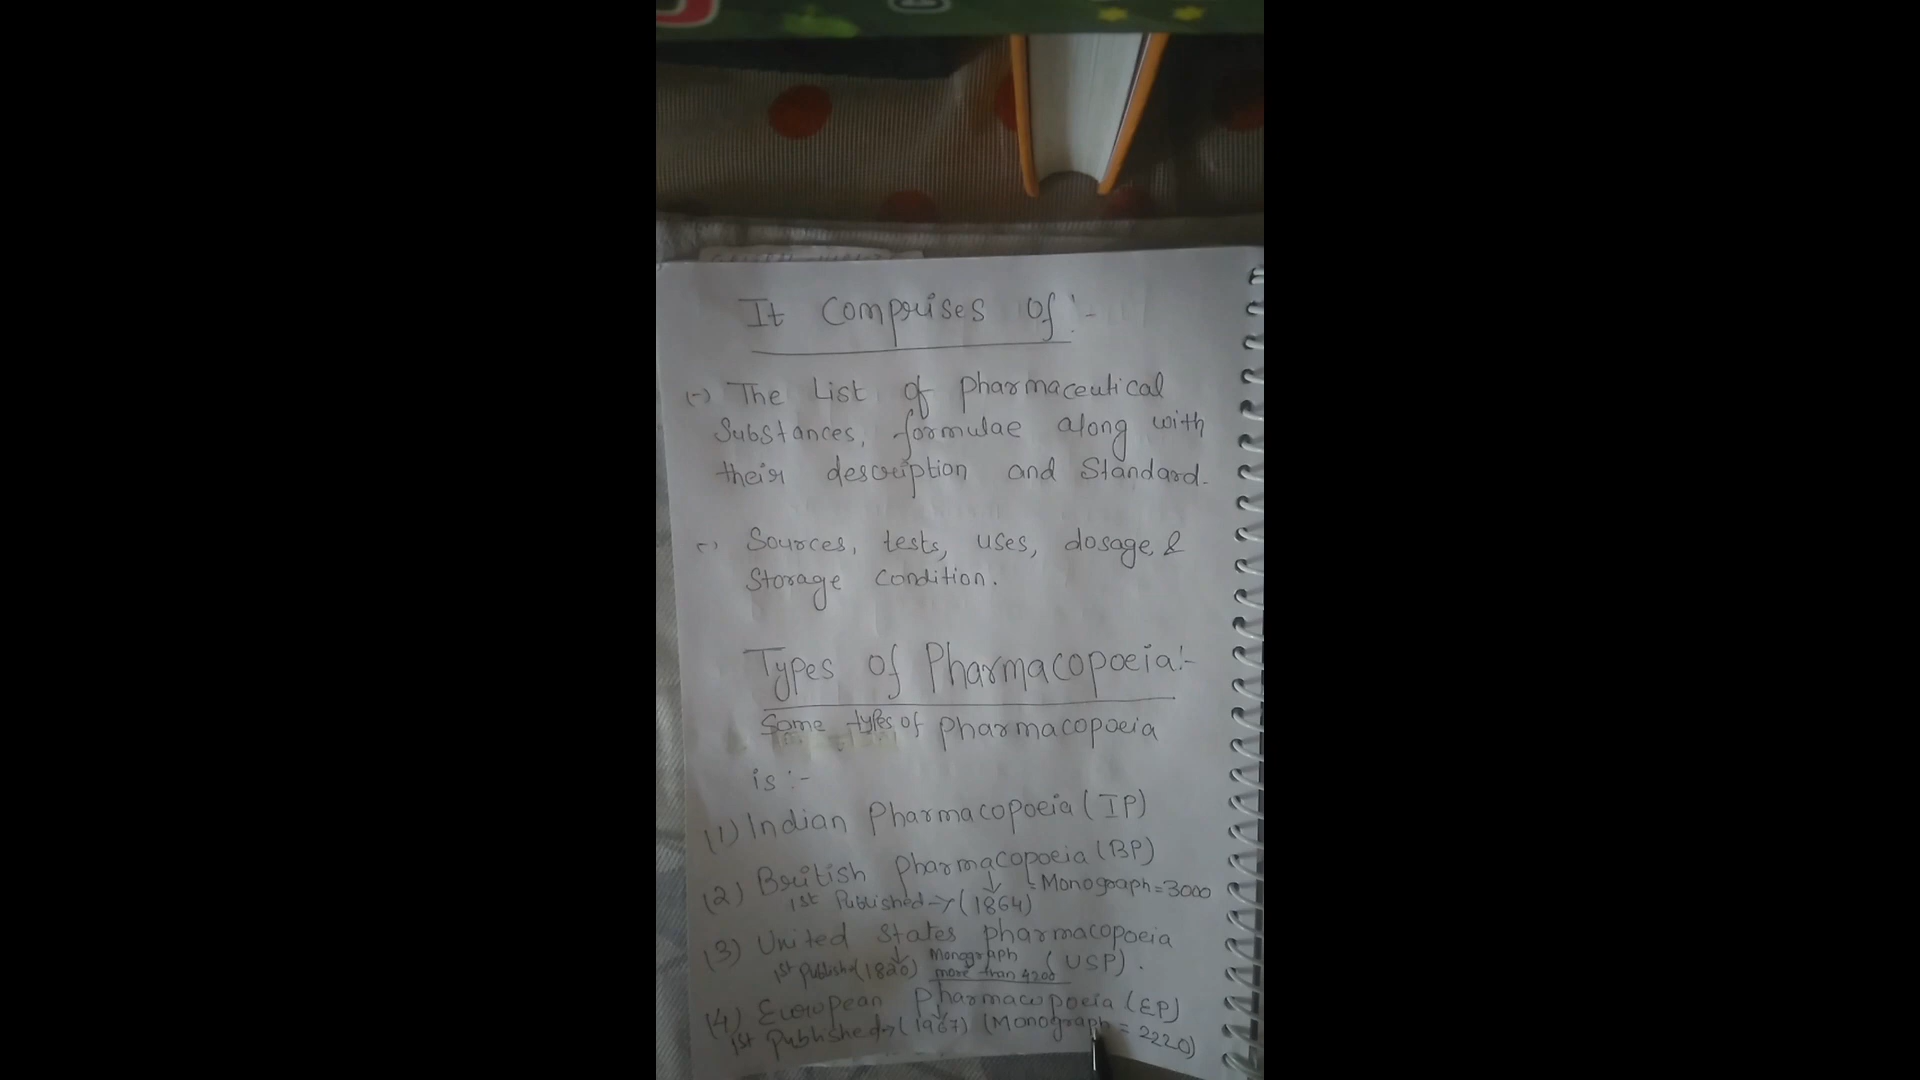 It Comprises Of:-
(-) The List of pharmaceutical
Substances, formulae along with
their description and Standard.
(-) Sources, tests, uses, dosage, &
Storage Condition.
Types of Pharmacopoeia:-
Some types of pharmacopoeia
is:-
(1) Indian Pharmacopoeia (IP)
(2) British pharmacopoeia (BP)
1st Published → (1864) = Monograph = 3000
(3) United States pharmacopoeia
1st Publish (1820) Monograph more than 4200 (USP).
(4) European Pharmacopoeia (EP)
1st Published → (1967) (Monograph = 2220)